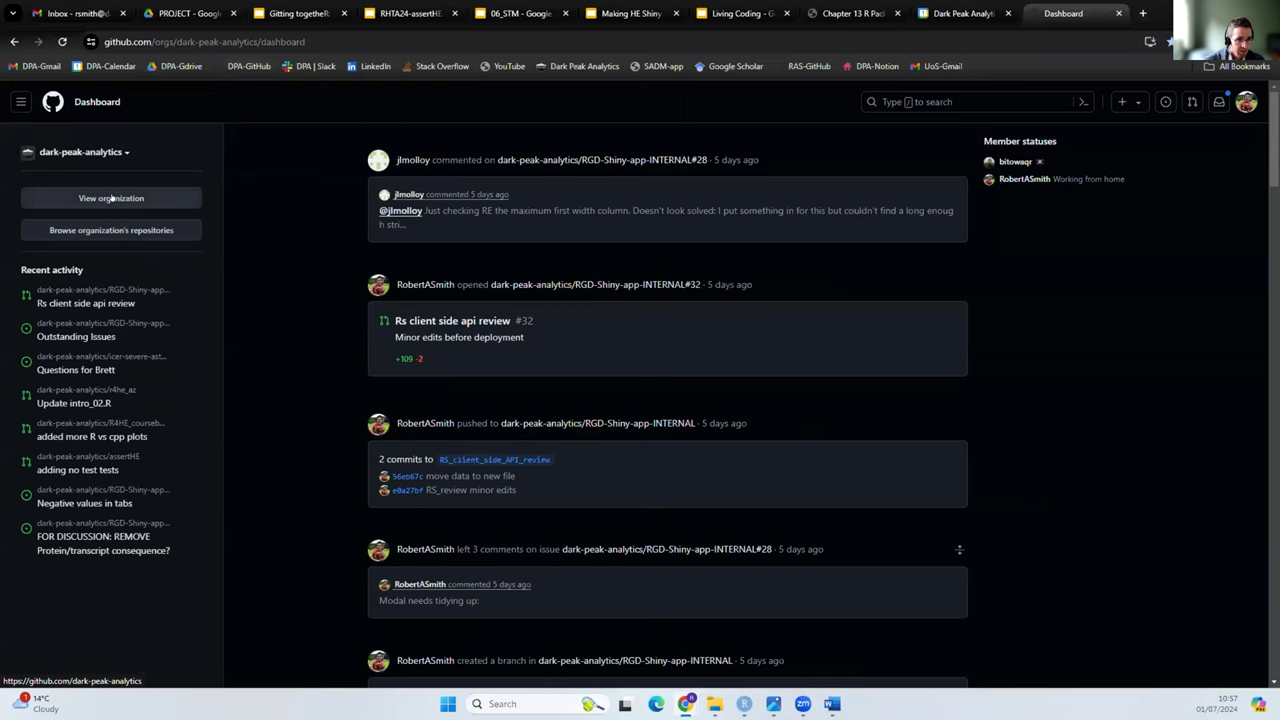 Inbox - rsmith@d
PROJECT - Google
Gitting togetheR
RHTA24-assertHE
06_STM - Google
Making HE Shiny
Living Coding - G
Chapter 13 R Pack
Dark Peak Analyti
Dashboard
github.com/orgs/dark-peak-analytics/dashboard
DPA-Gmail
DPA-Calendar
DPA-Gdrive
DPA-GitHub
DPA | Slack
LinkedIn
Stack Overflow
YouTube
Dark Peak Analytics
SADM-app
Google Scholar
RAS-GitHub
DPA-Notion
UoS-Gmail
All Bookmarks
Dashboard
Type / to search
dark-peak-analytics
View organization
Browse organization's repositories
Recent activity
dark-peak-analytics/RGD-Shiny-app...
Rs client side api review
dark-peak-analytics/RGD-Shiny-app...
Outstanding Issues
dark-peak-analytics/icer-severe-ast...
Questions for Brett
dark-peak-analytics/r4he_az
Update intro_02.R
dark-peak-analytics/R4HE_courseb...
added more R vs cpp plots
dark-peak-analytics/assertHE
adding no test tests
dark-peak-analytics/RGD-Shiny-app...
Negative values in tabs
dark-peak-analytics/RGD-Shiny-app...
FOR DISCUSSION: REMOVE
Protein/transcript consequence?
jlmolloy commented on dark-peak-analytics/RGD-Shiny-app-INTERNAL#28 · 5 days ago
jlmolloy commented 5 days ago
@jlmolloy Just checking RE the maximum first width column. Doesn't look solved: I put something in for this but couldn't find a long enoug
h stri...
RobertASmith opened dark-peak-analytics/RGD-Shiny-app-INTERNAL#32 · 5 days ago
Rs client side api review #32
Minor edits before deployment
+109 -2
RobertASmith pushed to dark-peak-analytics/RGD-Shiny-app-INTERNAL · 5 days ago
2 commits to RS_client_side_API_review
56eb67c move data to new file
e0a27bf RS_review minor edits
RobertASmith left 3 comments on issue dark-peak-analytics/RGD-Shiny-app-INTERNAL#28 · 5 days ago
RobertASmith commented 5 days ago
Modal needs tidying up:
RobertASmith created a branch in dark-peak-analytics/RGD-Shiny-app-INTERNAL · 5 days ago
Member statuses
bitowaqr
RobertASmith Working from home
https://github.com/dark-peak-analytics
1
14°C
Cloudy
Search
10:57
01/07/2024